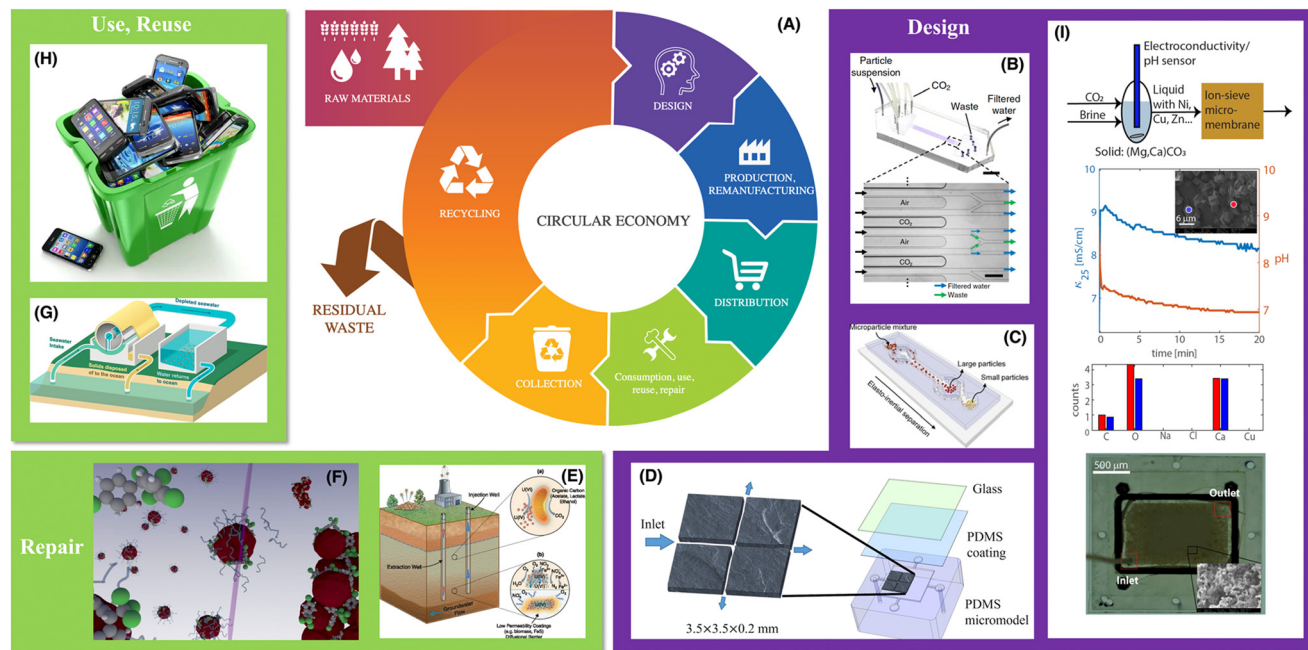 Use, Reuse
(H)
(G)
Depleted seawater
Seawater
Intake
Solids disposed
of to the ocean
Water returns
to ocean
RAW MATERIALS
(A)
DESIGN
PRODUCTION,
REMANUFACTURING
DISTRIBUTION
Consumption, use,
reuse, repair
COLLECTION
RECYCLING
CIRCULAR ECONOMY
RESIDUAL
WASTE
Design
(B)
Particle
suspension
CO₂
Waste
Filtered
water
Air
CO₂
Air
CO₂
Filtered water
Waste
(C)
Microparticle mixture
Large particles
Small particles
Elasto-inertial separation
(I)
Electroconductivity/
pH sensor
CO₂
Brine
Liquid
with Ni,
Cu, Zn...
Ion-sieve
micro-
membrane
Solid: (Mg,Ca)CO₃
10
9
8
7
κ25 [mS/cm]
6 μm
10
9
8
7
pH
0
5
10
15
20
time [min]
counts
4
3
2
1
0
C
O
Na
Cl
Ca
Cu
500 μm
Outlet
Inlet
Repair
(F)
(E)
(a)
Injection Well
U(VI)
Organic Carbon
(Acetate, Lactate
Ethanol)
CO₂
Extraction Well
(b)
Groundwater
Flow
Low Permeability Coatings
(e.g. biomass, FeS)
Diffusional Barrier
(D)
Inlet
3.5×3.5×0.2 mm
Glass
PDMS
coating
PDMS
micromodel